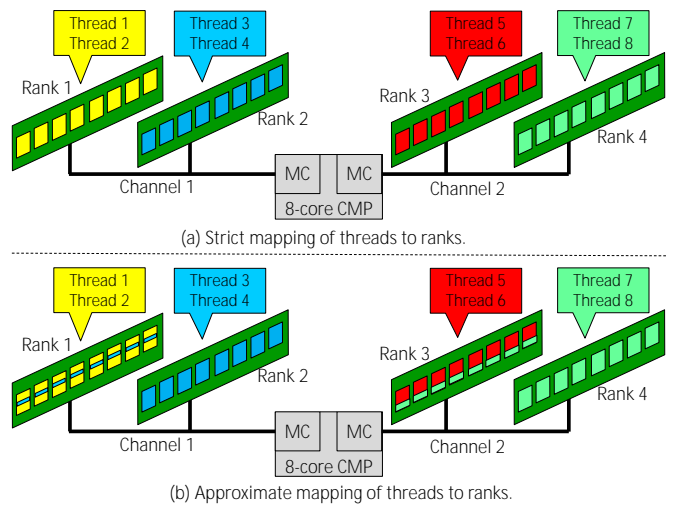 Thread 1
Thread 2
Thread 3
Thread 4
Thread 5
Thread 6
Thread 7
Thread 8
Rank 1
Rank 2
Rank 3
Rank 4
MC
MC
Channel 1
Channel 2
8-core CMP
(a) Strict mapping of threads to ranks.
Thread 1
Thread 2
Thread 3
Thread 4
Thread 5
Thread 6
Thread 7
Thread 8
Rank 1
Rank 2
Rank 3
Rank 4
MC
MC
Channel 1
Channel 2
8-core CMP
(b) Approximate mapping of threads to ranks.